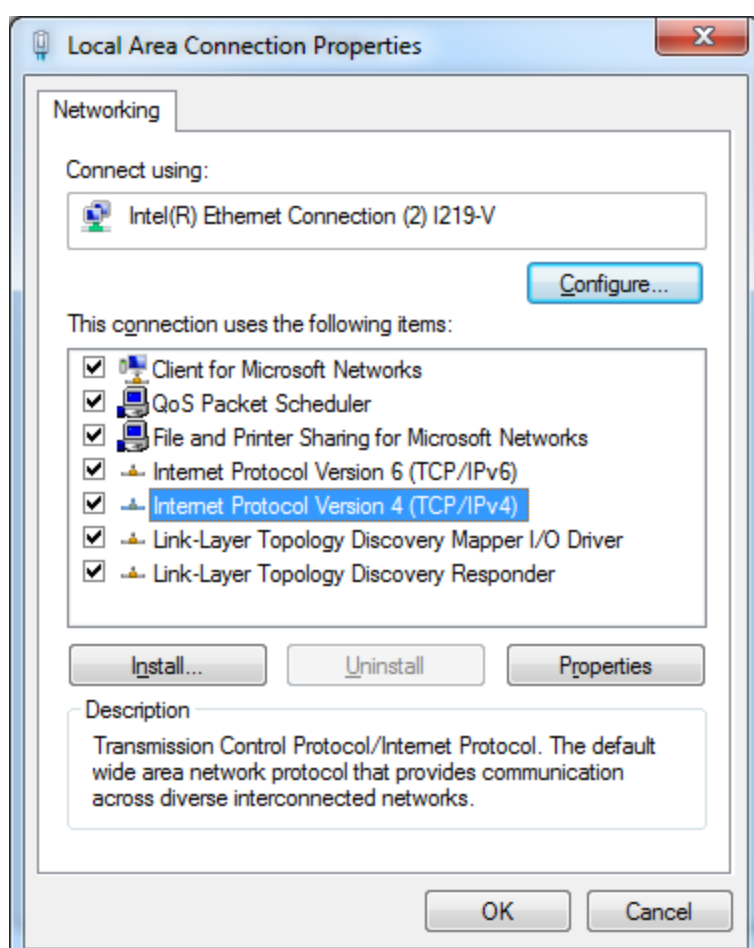 Local Area Connection Properties
Networking
Connect using:
Intel(R) Ethernet Connection (2) I219-V
Configure...
This connection uses the following items:
Client for Microsoft Networks
QoS Packet Scheduler
File and Printer Sharing for Microsoft Networks
Internet Protocol Version 6 (TCP/IPv6)
Internet Protocol Version 4 (TCP/IPv4)
Link-Layer Topology Discovery Mapper I/O Driver
Link-Layer Topology Discovery Responder
Install...
Uninstall
Properties
Description
Transmission Control Protocol/Internet Protocol. The default
wide area network protocol that provides communication
across diverse interconnected networks.
OK
Cancel